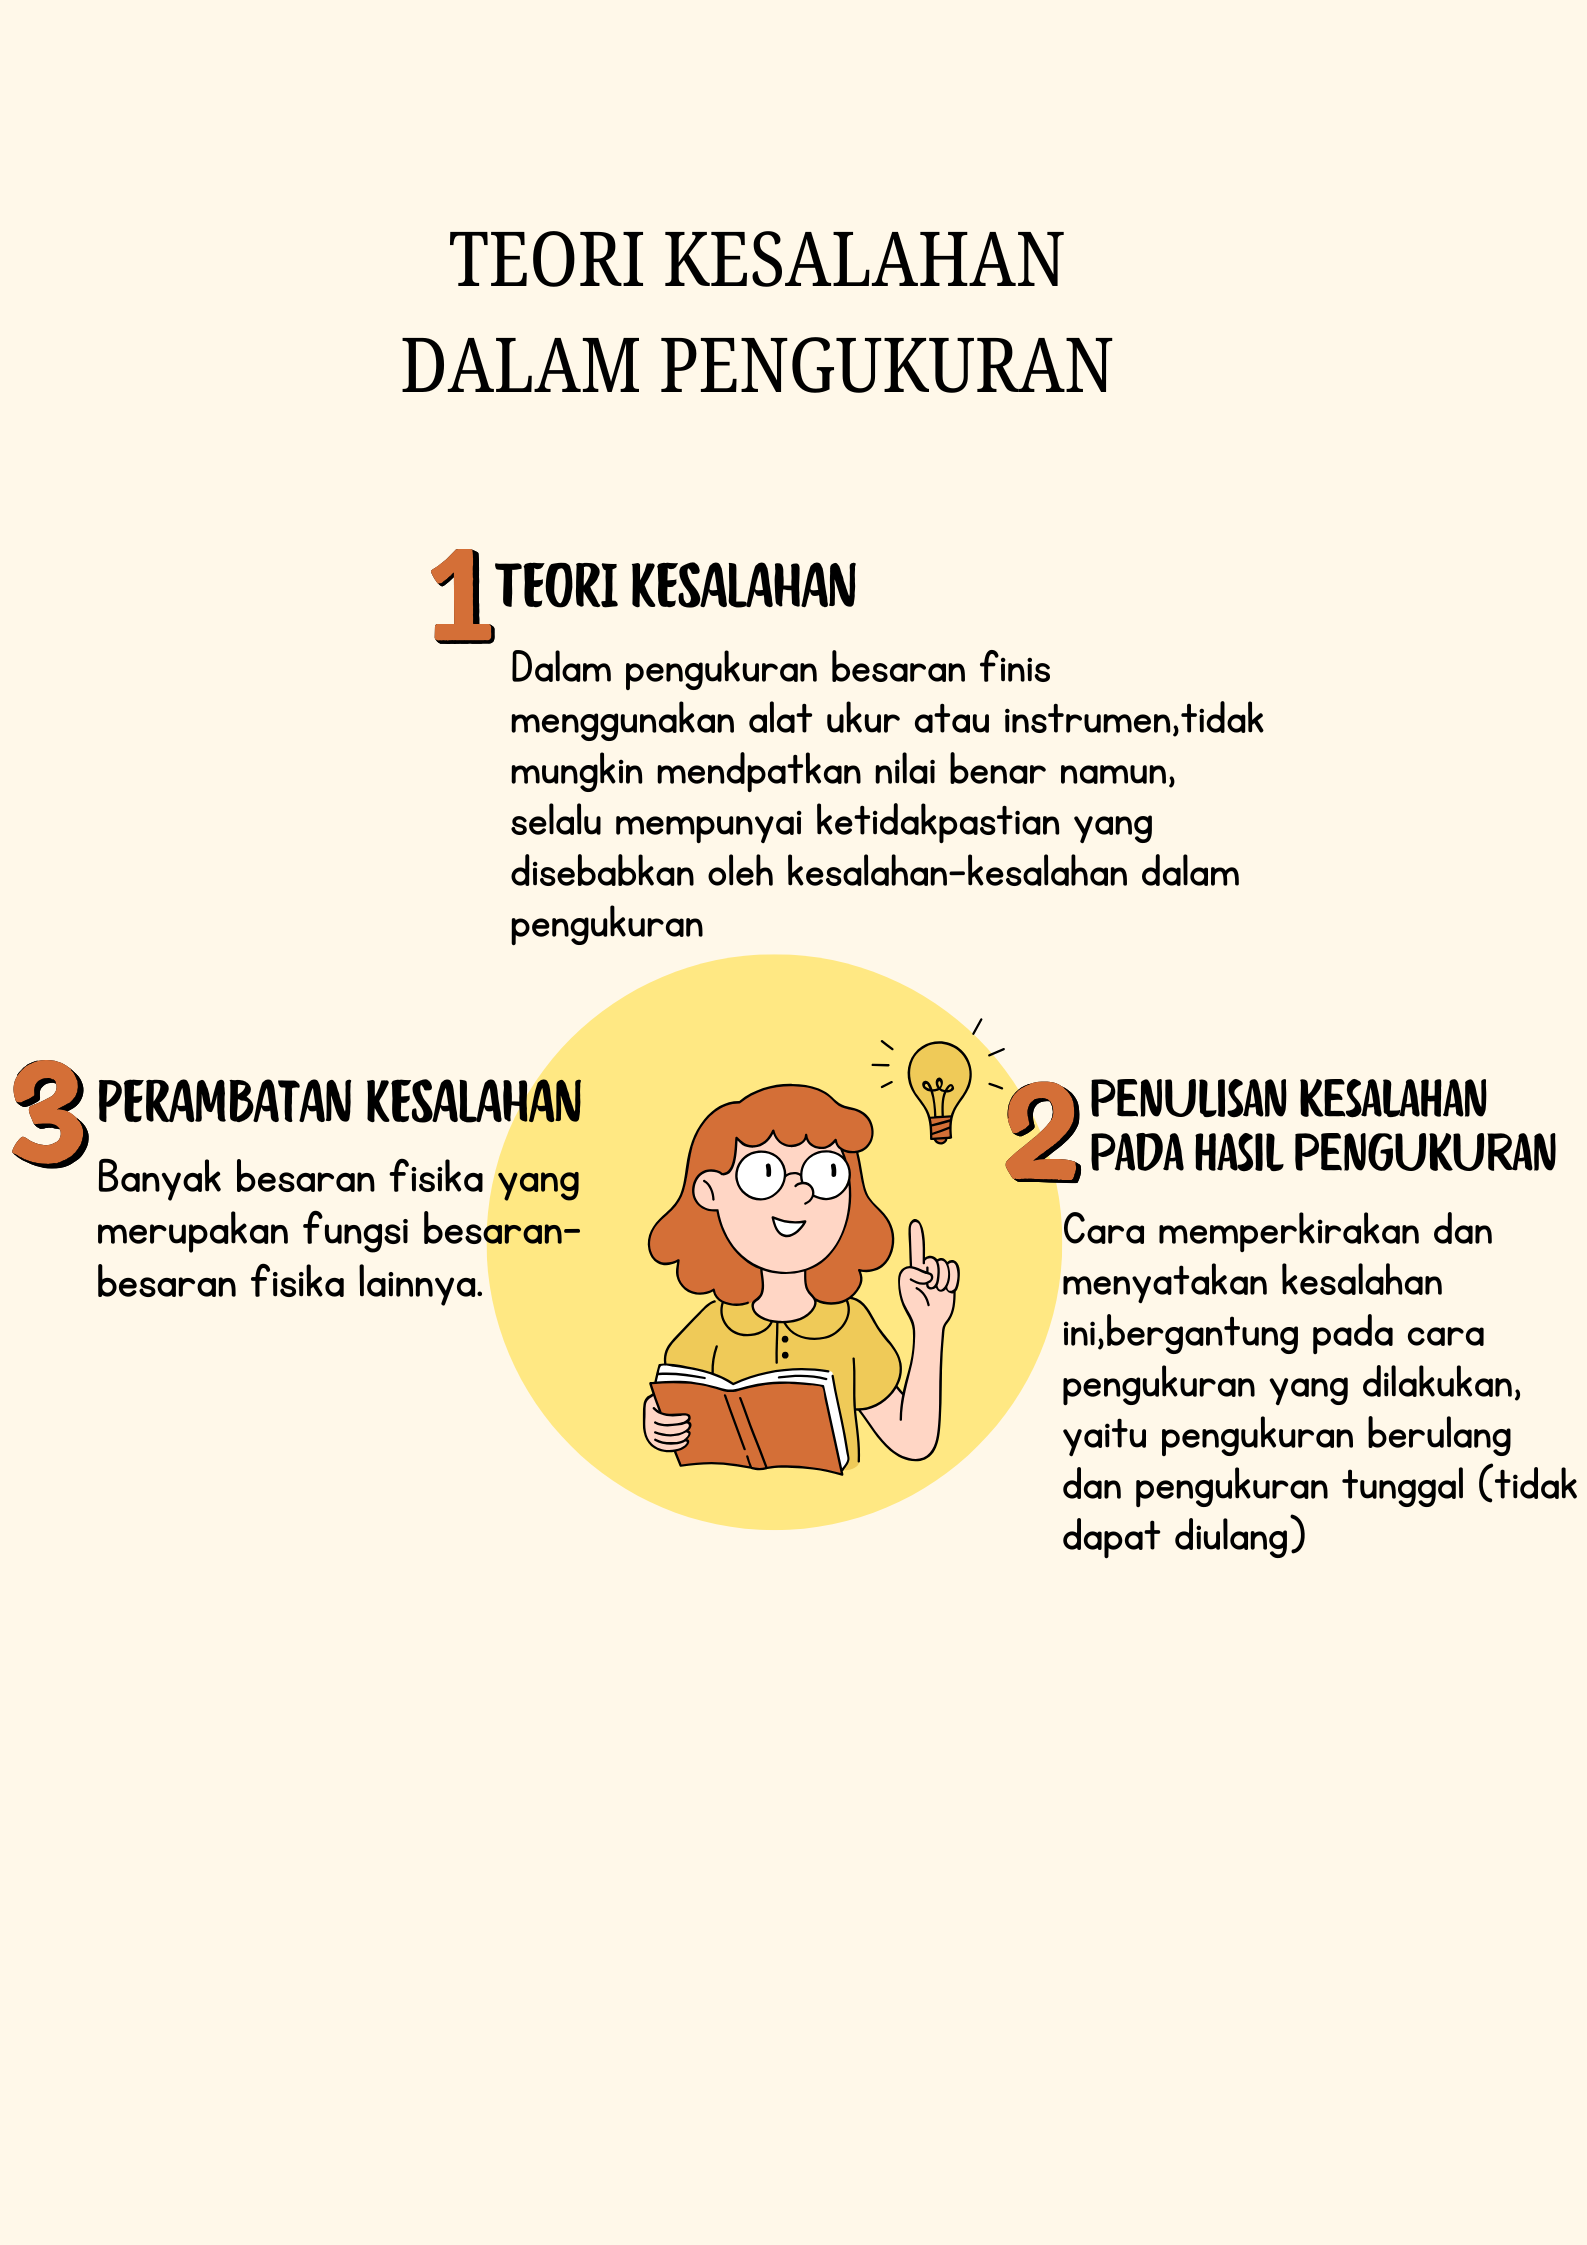 TEORI KESALAHAN
DALAM PENGUKURAN
1 TEORI KESALAHAN
Dalam pengukuran besaran finis
menggunakan alat ukur atau instrumen,tidak
mungkin mendpatkan nilai benar namun,
selalu mempunyai ketidakpastian yang
disebabkan oleh kesalahan-kesalahan dalam
pengukuran
2 PENULISAN KESALAHAN
PADA HASIL PENGUKURAN
Cara memperkirakan dan
menyatakan kesalahan
ini,bergantung pada cara
pengukuran yang dilakukan,
yaitu pengukuran berulang
dan pengukuran tunggal (tidak
dapat diulang)
3 PERAMBATAN KESALAHAN
Banyak besaran fisika yang
merupakan fungsi besaran-
besaran fisika lainnya.